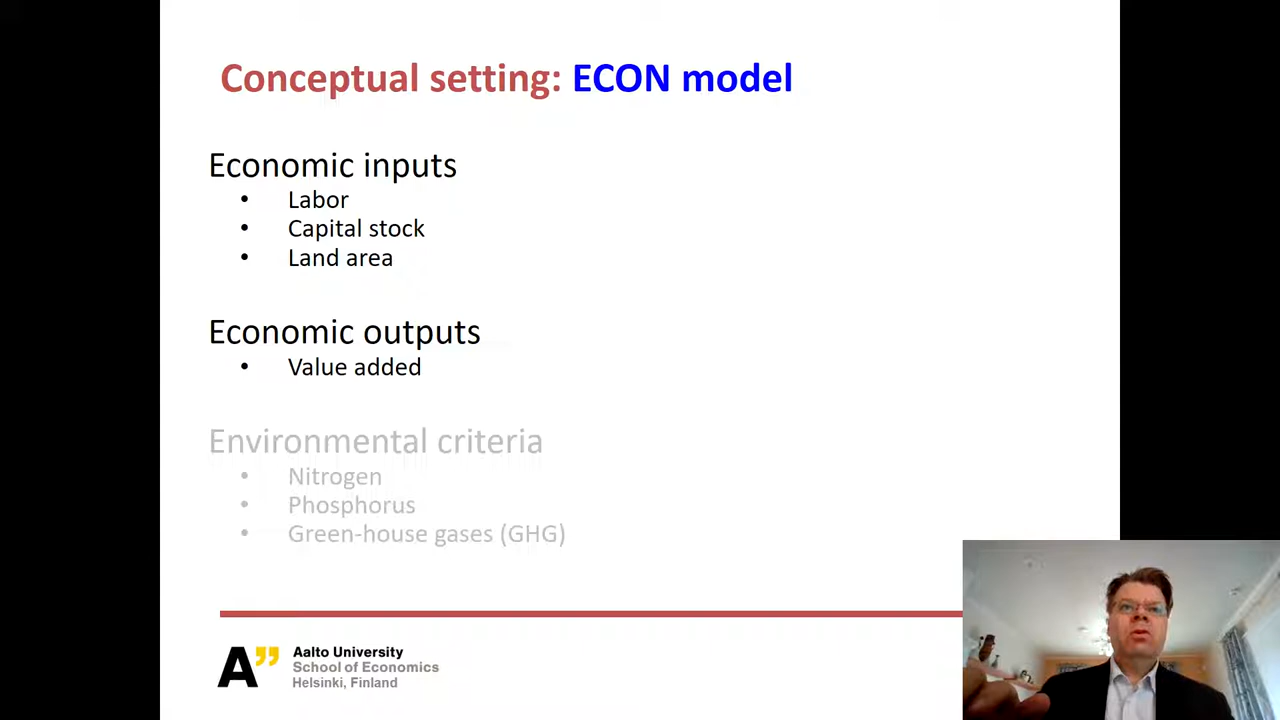 Conceptual setting: ECON model
Economic inputs
• Labor
• Capital stock
• Land area
Economic outputs
• Value added
Environmental criteria
• Nitrogen
• Phosphorus
• Green-house gases (GHG)
A”
Aalto University
School of Economics
Helsinki, Finland